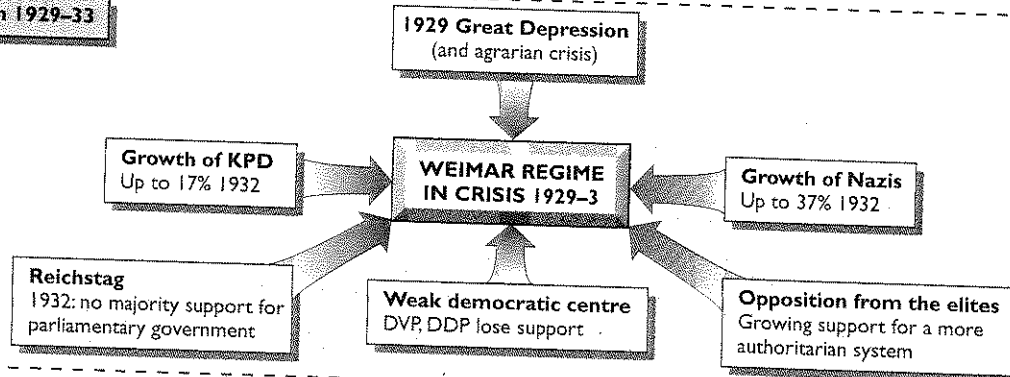 n 1929–33
1929 Great Depression
(and agrarian crisis)
Growth of KPD
Up to 17% 1932
WEIMAR REGIME
IN CRISIS 1929–3
Growth of Nazis
Up to 37% 1932
Reichstag
1932: no majority support for
parliamentary government
Weak democratic centre
DVP, DDP lose support
Opposition from the elites
Growing support for a more
authoritarian system